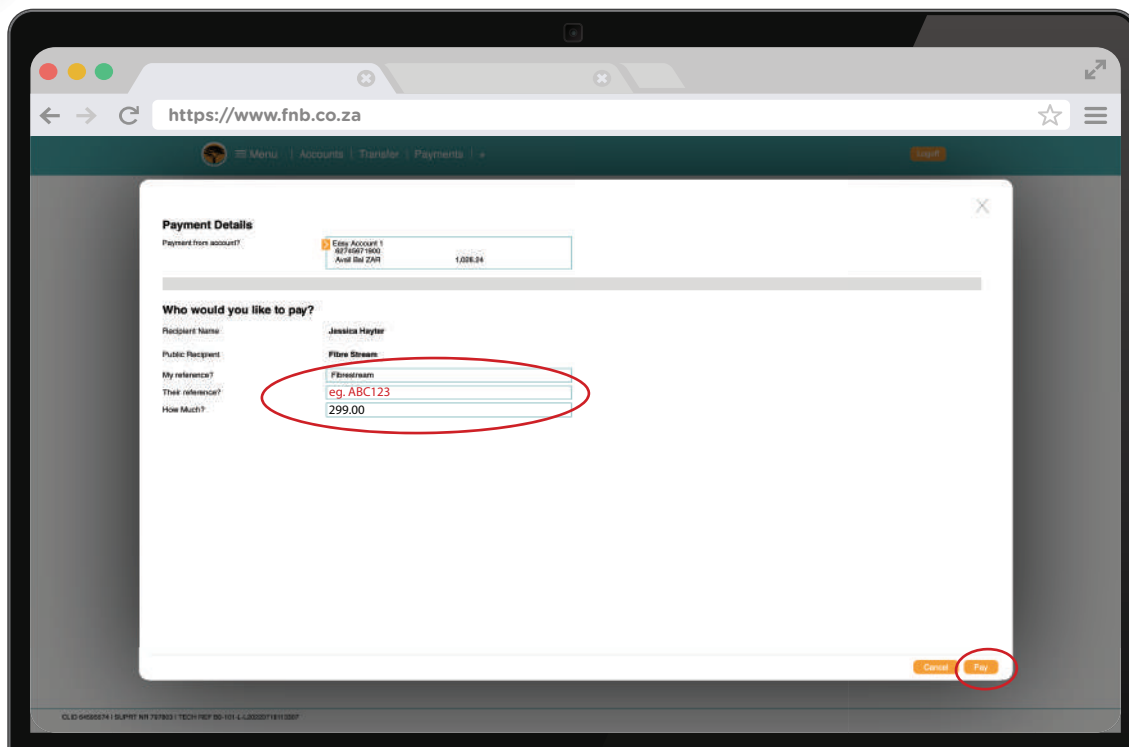 https://www.fnb.co.za
Menu | Accounts | Transfer | Payments | +
Logoff
Payment Details
Payment from account?
Easy Account 1
62745671900
Avail Bal ZAR 1,026.24
Who would you like to pay?
Recipient Name Jessica Hayter
Public Recipient Fibre Stream
My reference? Fibrestream
Their reference? eg. ABC123
How Much? 299.00
Cancel Pay